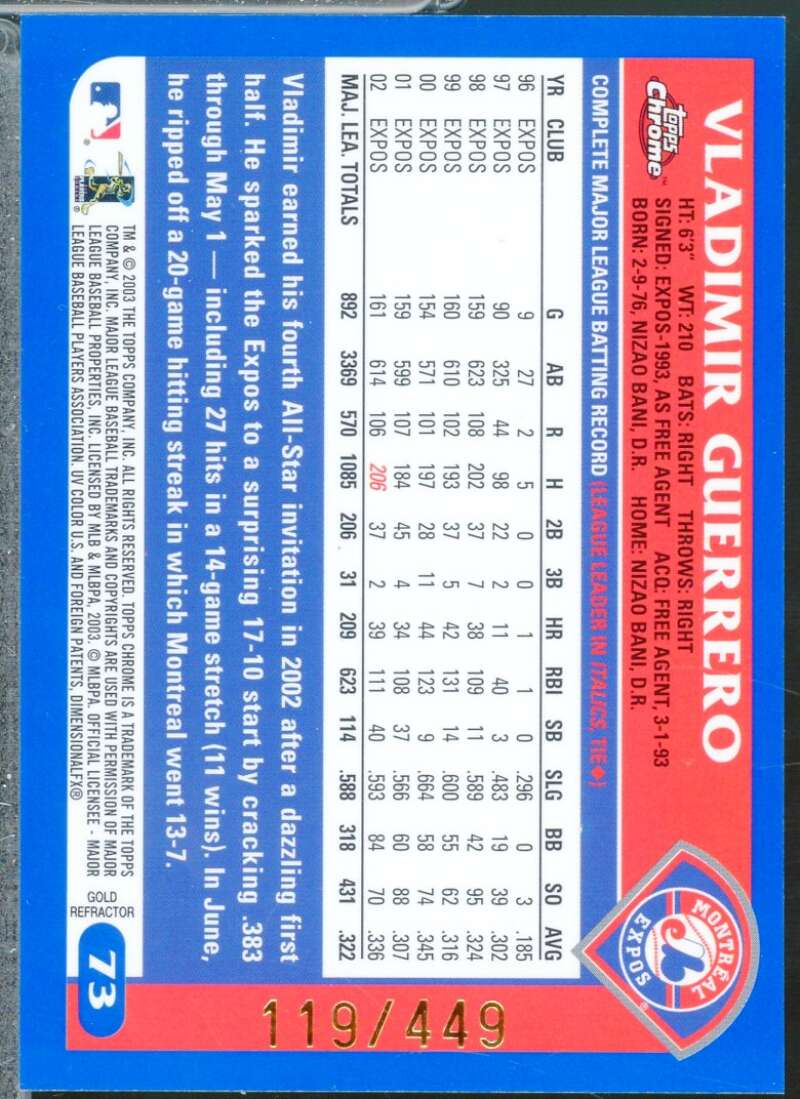 VLADIMIR GUERRERO
topps
Chrome™
HT: 6'3" WT: 210 BATS: RIGHT THROWS: RIGHT
SIGNED: EXPOS-1993, AS FREE AGENT ACQ: FREE AGENT, 3-1-93
BORN: 2-9-76, NIZAO BANI, D.R. HOME: NIZAO BANI, D.R.
MONTRÉAL
EXPOS
®
COMPLETE MAJOR LEAGUE BATTING RECORD (LEAGUE LEADER IN ITALICS, TIE◆)
YR CLUB G AB R H 2B 3B HR RBI SB SLG BB SO AVG
96 EXPOS 9 27 2 5 0 0 1 1 0 .296 0 3 .185
97 EXPOS 90 325 44 98 22 2 11 40 3 .483 19 39 .302
98 EXPOS 159 623 108 202 37 7 38 109 11 .589 42 95 .324
99 EXPOS 160 610 102 193 37 5 42 131 14 .600 55 62 .316
00 EXPOS 154 571 101 197 28 11 44 123 9 .664 58 74 .345
01 EXPOS 159 599 107 184 45 4 34 108 37 .566 60 88 .307
02 EXPOS 161 614 106 206 37 2 39 111 40 .593 84 70 .336
MAJ. LEA. TOTALS 892 3369 570 1085 206 31 209 623 114 .588 318 431 .322
Vladimir earned his fourth All-Star invitation in 2002 after a dazzling first
half. He sparked the Expos to a surprising 17-10 start by cracking .383
through May 1 — including 27 hits in a 14-game stretch (11 wins). In June,
he ripped off a 20-game hitting streak in which Montreal went 13-7.
TM & © 2003 THE TOPPS COMPANY, INC. ALL RIGHTS RESERVED. TOPPS CHROME IS A TRADEMARK OF THE TOPPS
COMPANY, INC. MAJOR LEAGUE BASEBALL TRADEMARKS AND COPYRIGHTS ARE USED WITH PERMISSION OF MAJOR
LEAGUE BASEBALL PROPERTIES, INC. LICENSED BY MLB & MLBPA, 2003. © MLBPA. OFFICIAL LICENSEE - MAJOR
LEAGUE BASEBALL PLAYERS ASSOCIATION. UV COLOR U.S. AND FOREIGN PATENTS, DIMENSIONALFX®
GOLD
REFRACTOR
73
119/449